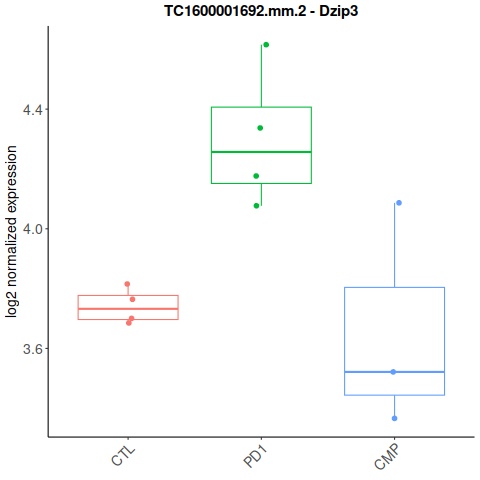 TC1600001692.mm.2 - Dzip3
log2 normalized expression
4.4
4.0
3.6
CTL
PD1
CMP